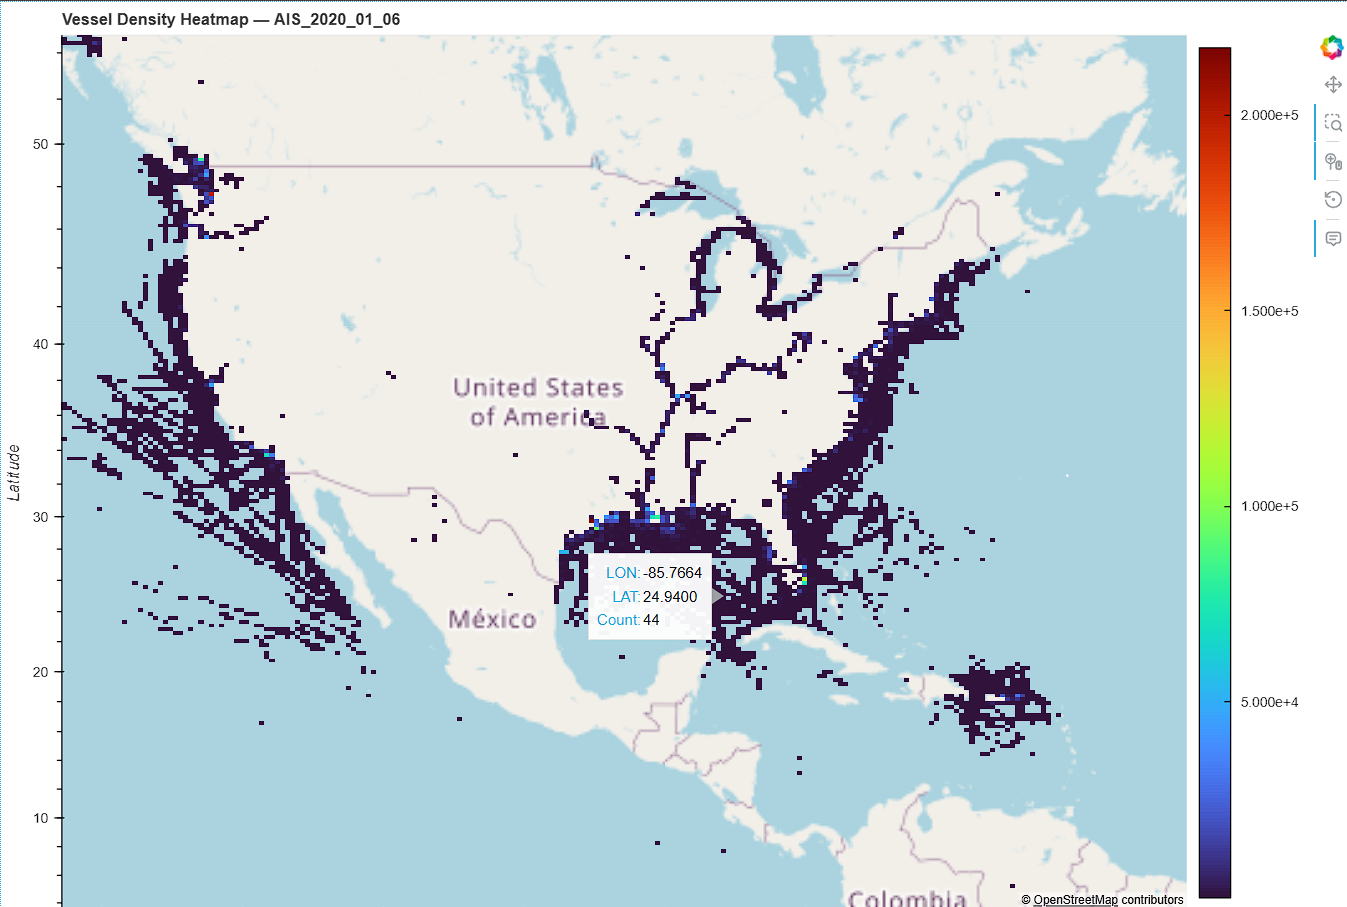 Vessel Density Heatmap — AIS_2020_01_06
50
40
30
20
10
Latitude
United States
of America
México
Colombia
LON: -85.7664
LAT: 24.9400
Count: 44
2.000e+5
1.500e+5
1.000e+5
5.000e+4
© OpenStreetMap contributors